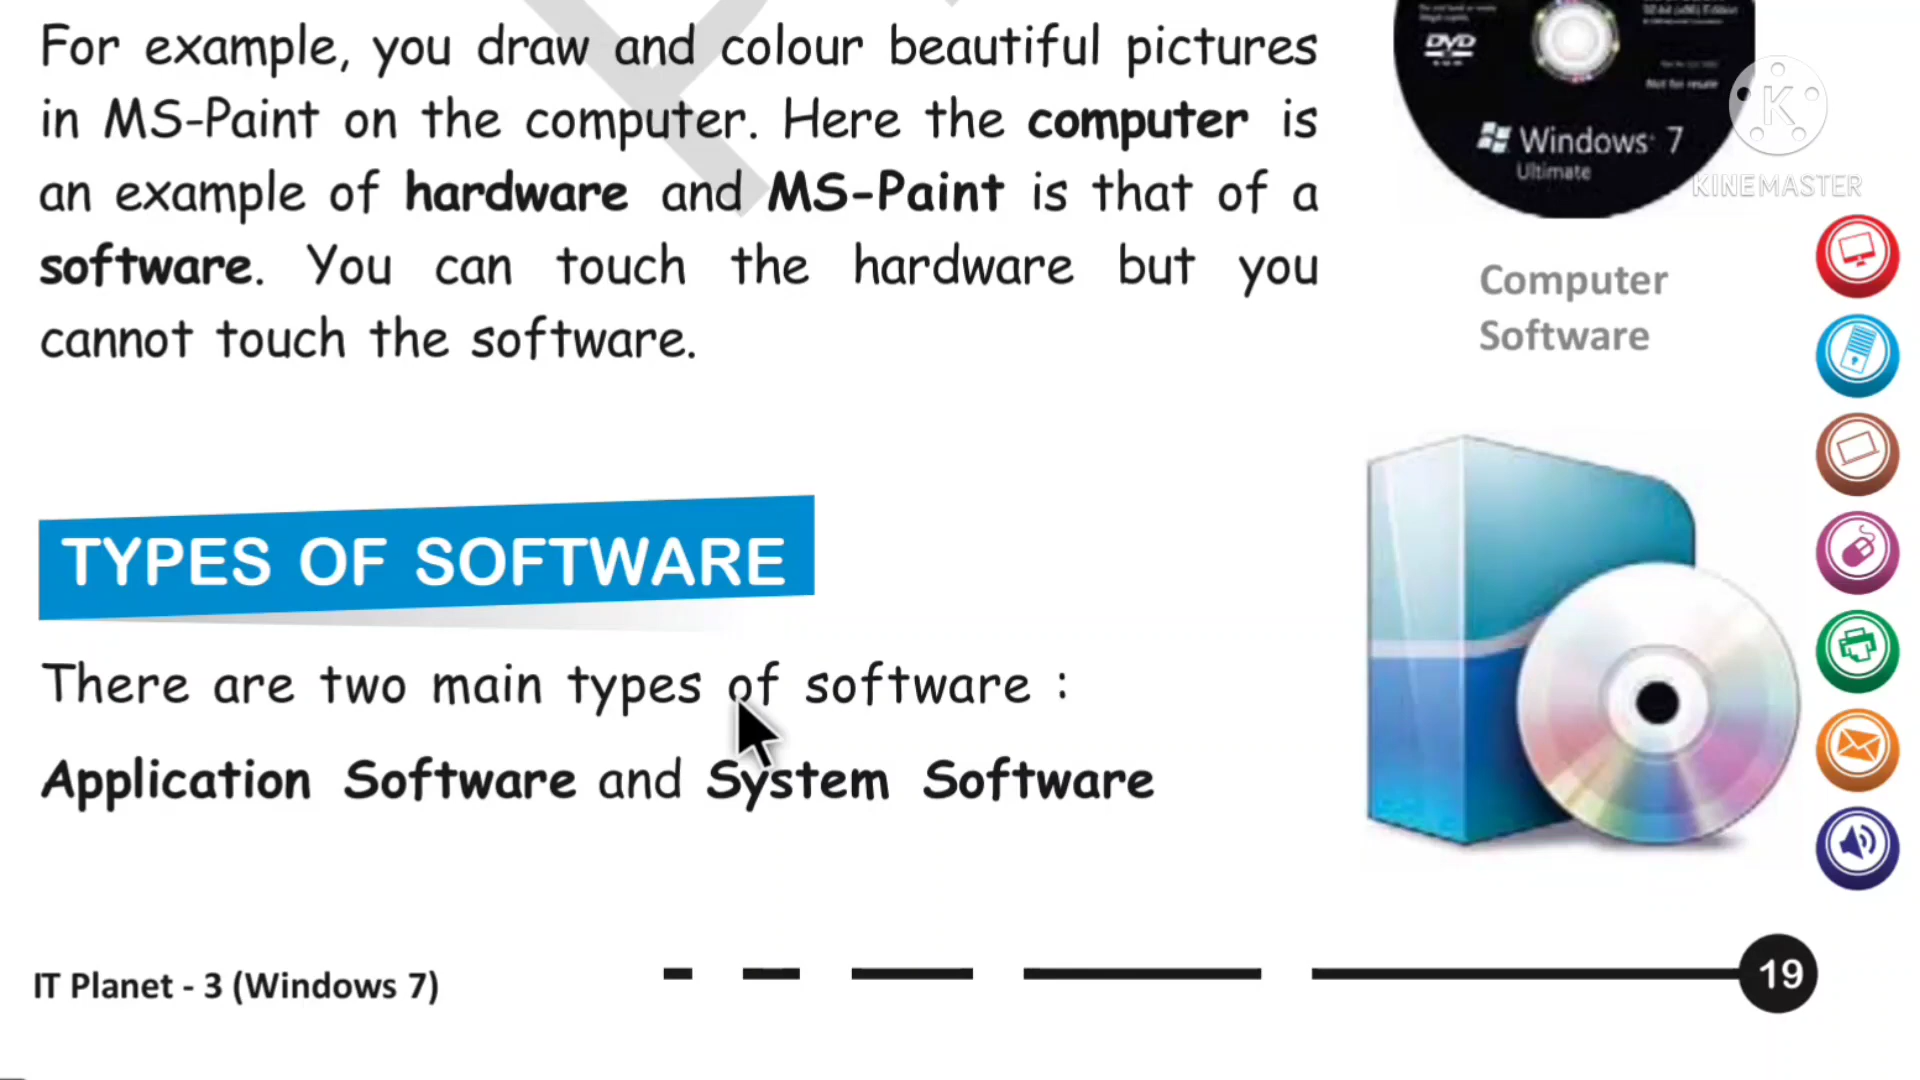 For example, you draw and colour beautiful pictures
in MS-Paint on the computer. Here the computer is
an example of hardware and MS-Paint is that of a
software. You can touch the hardware but you
cannot touch the software.
DVD
Windows 7
Ultimate
Not for resale
K
KINEMASTER
Computer
Software
TYPES OF SOFTWARE
There are two main types of software :
Application Software and System Software
IT Planet - 3 (Windows 7)
19